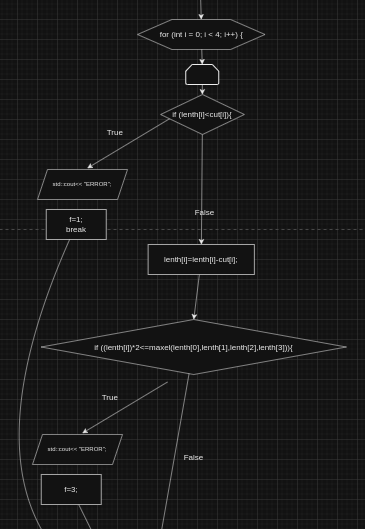 for (int i = 0; i < 4; i++) {
if (lenth[i]<cut[i]){
True
std::cout<< "ERROR";
f=1;
break
False
lenth[i]=lenth[i]-cut[i];
if ((lenth[i])*2<=maxel(lenth[0],lenth[1],lenth[2],lenth[3])){
True
std::cout<< "ERROR";
False
f=3;